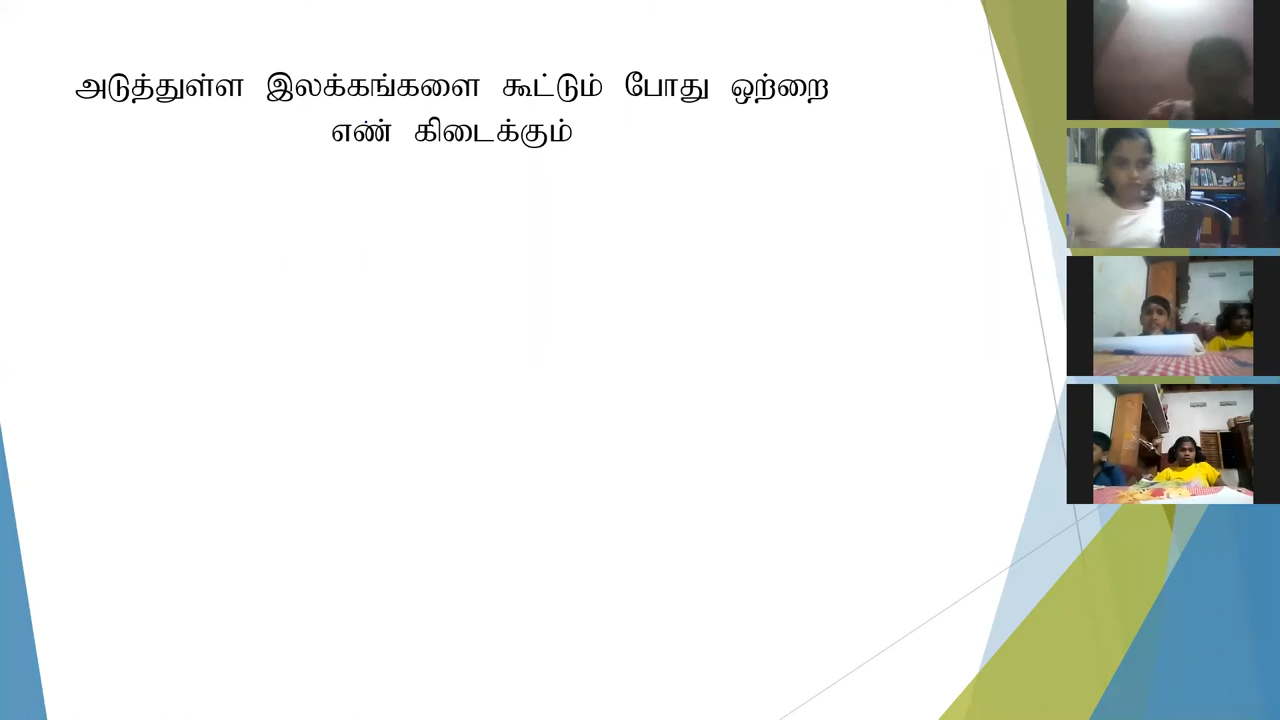 அடுத்துள்ள இலக்கங்களை கூட்டும் போது ஒற்றை
எண் கிடைக்கும்